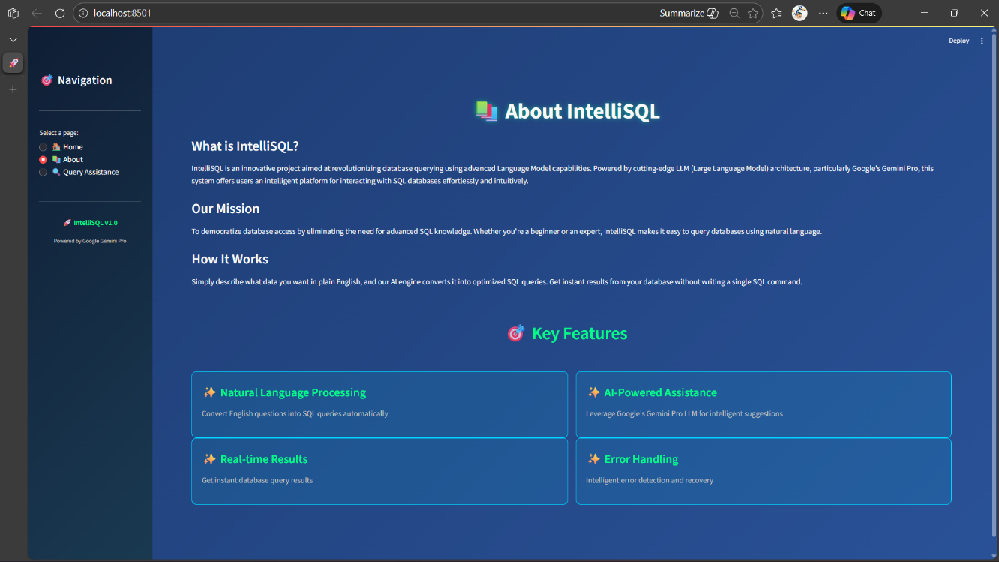 localhost:8501
Summarize
Chat
Deploy
🎯 Navigation
Select a page:
🏠 Home
📚 About
🔍 Query Assistance
🚀 IntelliSQL v1.0
Powered by Google Gemini Pro
📚 About IntelliSQL
What is IntelliSQL?
IntelliSQL is an innovative project aimed at revolutionizing database querying using advanced Language Model capabilities. Powered by cutting-edge LLM (Large Language Model) architecture, particularly Google's Gemini Pro, this
system offers users an intelligent platform for interacting with SQL databases effortlessly and intuitively.
Our Mission
To democratize database access by eliminating the need for advanced SQL knowledge. Whether you're a beginner or an expert, IntelliSQL makes it easy to query databases using natural language.
How It Works
Simply describe what data you want in plain English, and our AI engine converts it into optimized SQL queries. Get instant results from your database without writing a single SQL command.
🎯 Key Features
✨ Natural Language Processing
Convert English questions into SQL queries automatically
✨ AI-Powered Assistance
Leverage Google's Gemini Pro LLM for intelligent suggestions
✨ Real-time Results
Get instant database query results
✨ Error Handling
Intelligent error detection and recovery